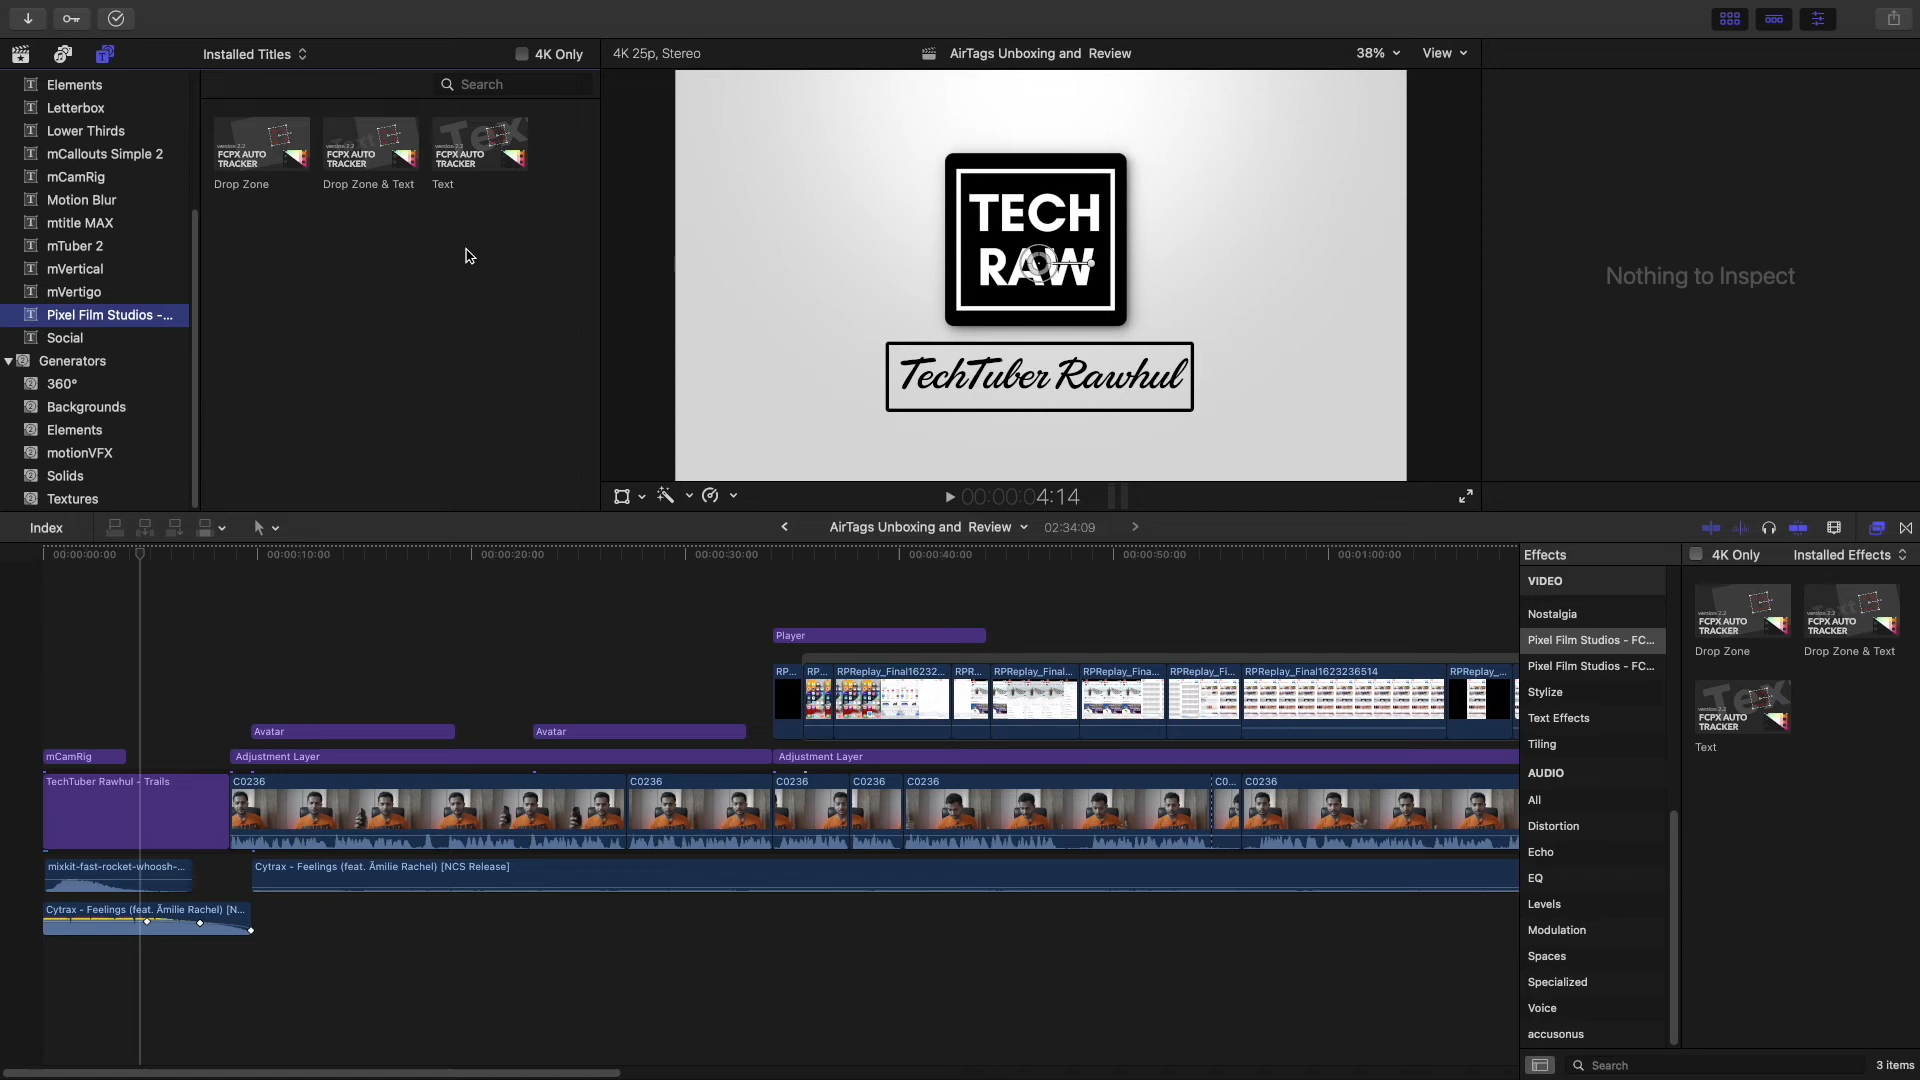 Installed Titles
4K Only
4K 25p, Stereo
AirTags Unboxing and Review
38%
View
Search
Elements
Letterbox
Lower Thirds
mCallouts Simple 2
mCamRig
Motion Blur
mtitle MAX
mTuber 2
mVertical
mVertigo
Pixel Film Studios -...
Social
Generators
360°
Backgrounds
Elements
motionVFX
Solids
Textures
version 2.2
FCPX AUTO
TRACKER
Drop Zone
version 2.2
FCPX AUTO
TRACKER
Drop Zone & Text
version 2.2
FCPX AUTO
TRACKER
Text
TECH
RAW
TechTuber Rawhul
Nothing to Inspect
00:00:04:14
Index
AirTags Unboxing and Review
02:34:09
00:00:00:00
00:00:10:00
00:00:20:00
00:00:30:00
00:00:40:00
00:00:50:00
00:01:00:00
Player
RP...
RP...
RPReplay_Final16232...
RPR...
RPReplay_Final...
RPReplay_Fina...
RPReplay_Fi...
RPReplay_Final1623236514
RPReplay_...
Avatar
Avatar
mCamRig
Adjustment Layer
Adjustment Layer
TechTuber Rawhul - Trails
C0236
C0236
C0236
C0236
C0236
C0...
C0236
mixkit-fast-rocket-whoosh-...
Cytrax - Feelings (feat. Ãmilie Rachel) [NCS Release]
Cytrax - Feelings (feat. Ãmilie Rachel) [N...
Effects
4K Only
Installed Effects
VIDEO
Nostalgia
Pixel Film Studios - FC...
Pixel Film Studios - FC...
Stylize
Text Effects
Tiling
AUDIO
All
Distortion
Echo
EQ
Levels
Modulation
Spaces
Specialized
Voice
accusonus
version 2.2
FCPX AUTO
TRACKER
Drop Zone
version 2.2
FCPX AUTO
TRACKER
Drop Zone & Text
version 2.2
FCPX AUTO
TRACKER
Text
Search
3 items